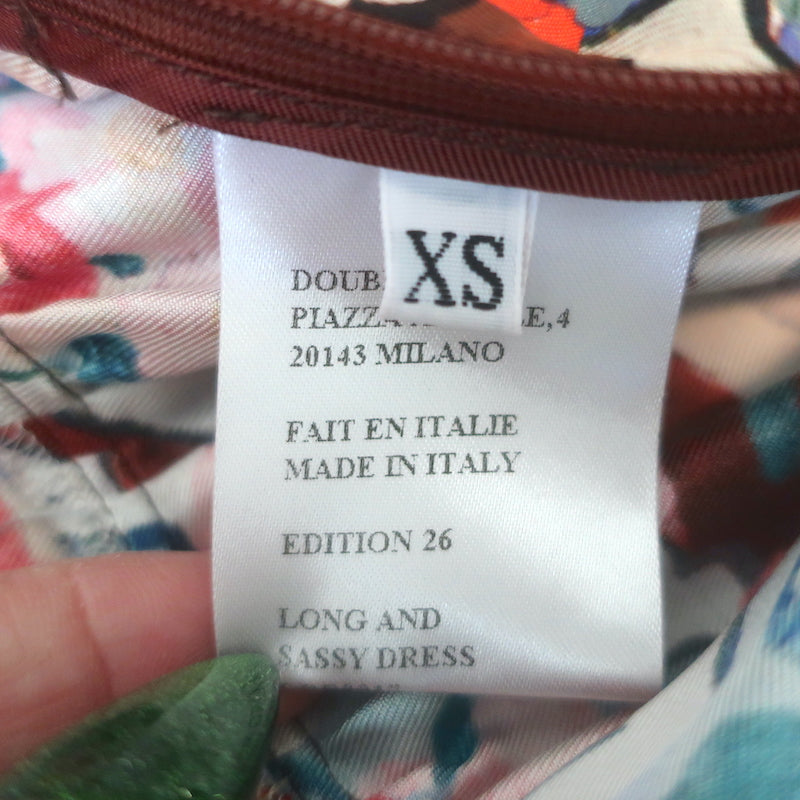 XS
20143 MILANO
FAIT EN ITALIE
MADE IN ITALY
EDITION 26
LONG AND
SASSY DRESS